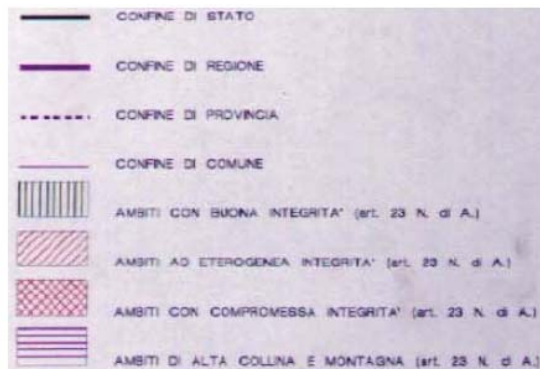 CONFINE DI STATO
CONFINE DI REGIONE
CONFINE DI PROVINCIA
CONFINE DI COMUNE
AMBITI CON BUONA INTEGRITA' (art. 23 N. di A.)
AMBITI AD ETEROGENEA INTEGRITA' (art. 23 N. di A.)
AMBITI CON COMPROMESSA INTEGRITA' (art. 23 N. di A.)
AMBITI DI ALTA COLLINA E MONTAGNA (art. 23 N. di A.)